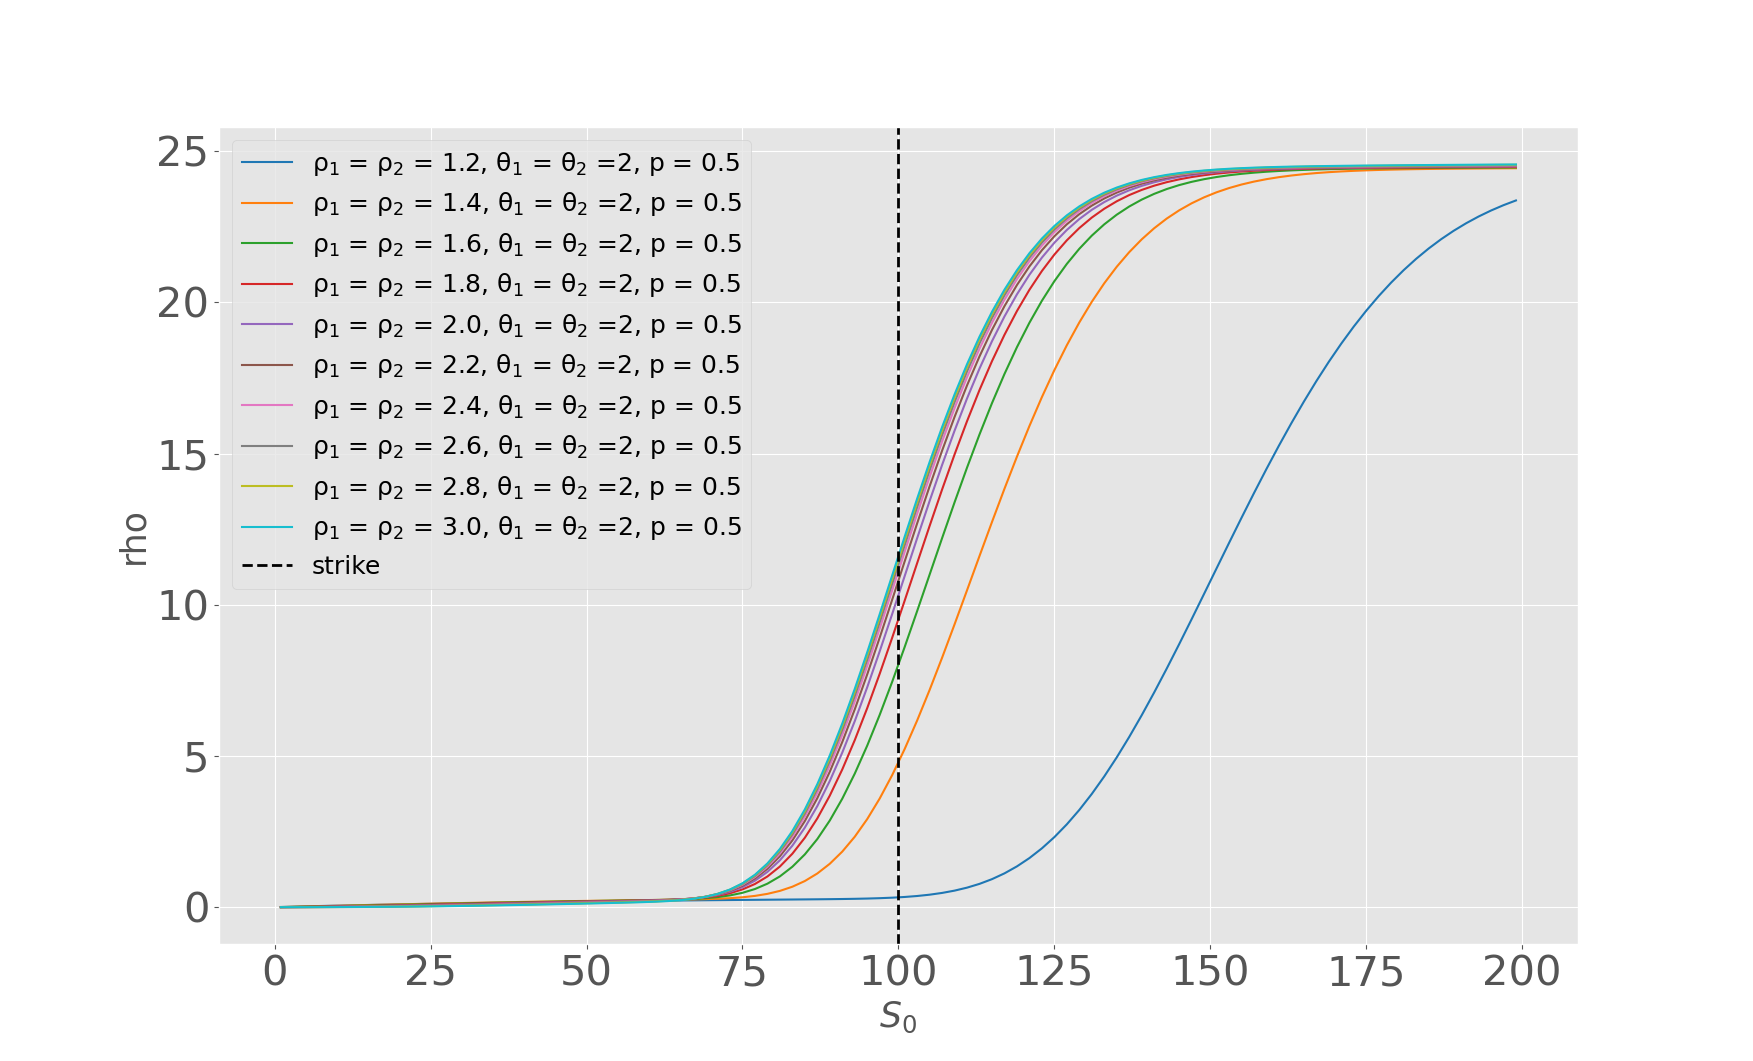 ρ₁ = ρ₂ = 1.2, θ₁ = θ₂ =2, p = 0.5
ρ₁ = ρ₂ = 1.4, θ₁ = θ₂ =2, p = 0.5
ρ₁ = ρ₂ = 1.6, θ₁ = θ₂ =2, p = 0.5
ρ₁ = ρ₂ = 1.8, θ₁ = θ₂ =2, p = 0.5
ρ₁ = ρ₂ = 2.0, θ₁ = θ₂ =2, p = 0.5
ρ₁ = ρ₂ = 2.2, θ₁ = θ₂ =2, p = 0.5
ρ₁ = ρ₂ = 2.4, θ₁ = θ₂ =2, p = 0.5
ρ₁ = ρ₂ = 2.6, θ₁ = θ₂ =2, p = 0.5
ρ₁ = ρ₂ = 2.8, θ₁ = θ₂ =2, p = 0.5
ρ₁ = ρ₂ = 3.0, θ₁ = θ₂ =2, p = 0.5
strike
25
20
15
10
5
0
rho
0 25 50 75 100 125 150 175 200
S₀